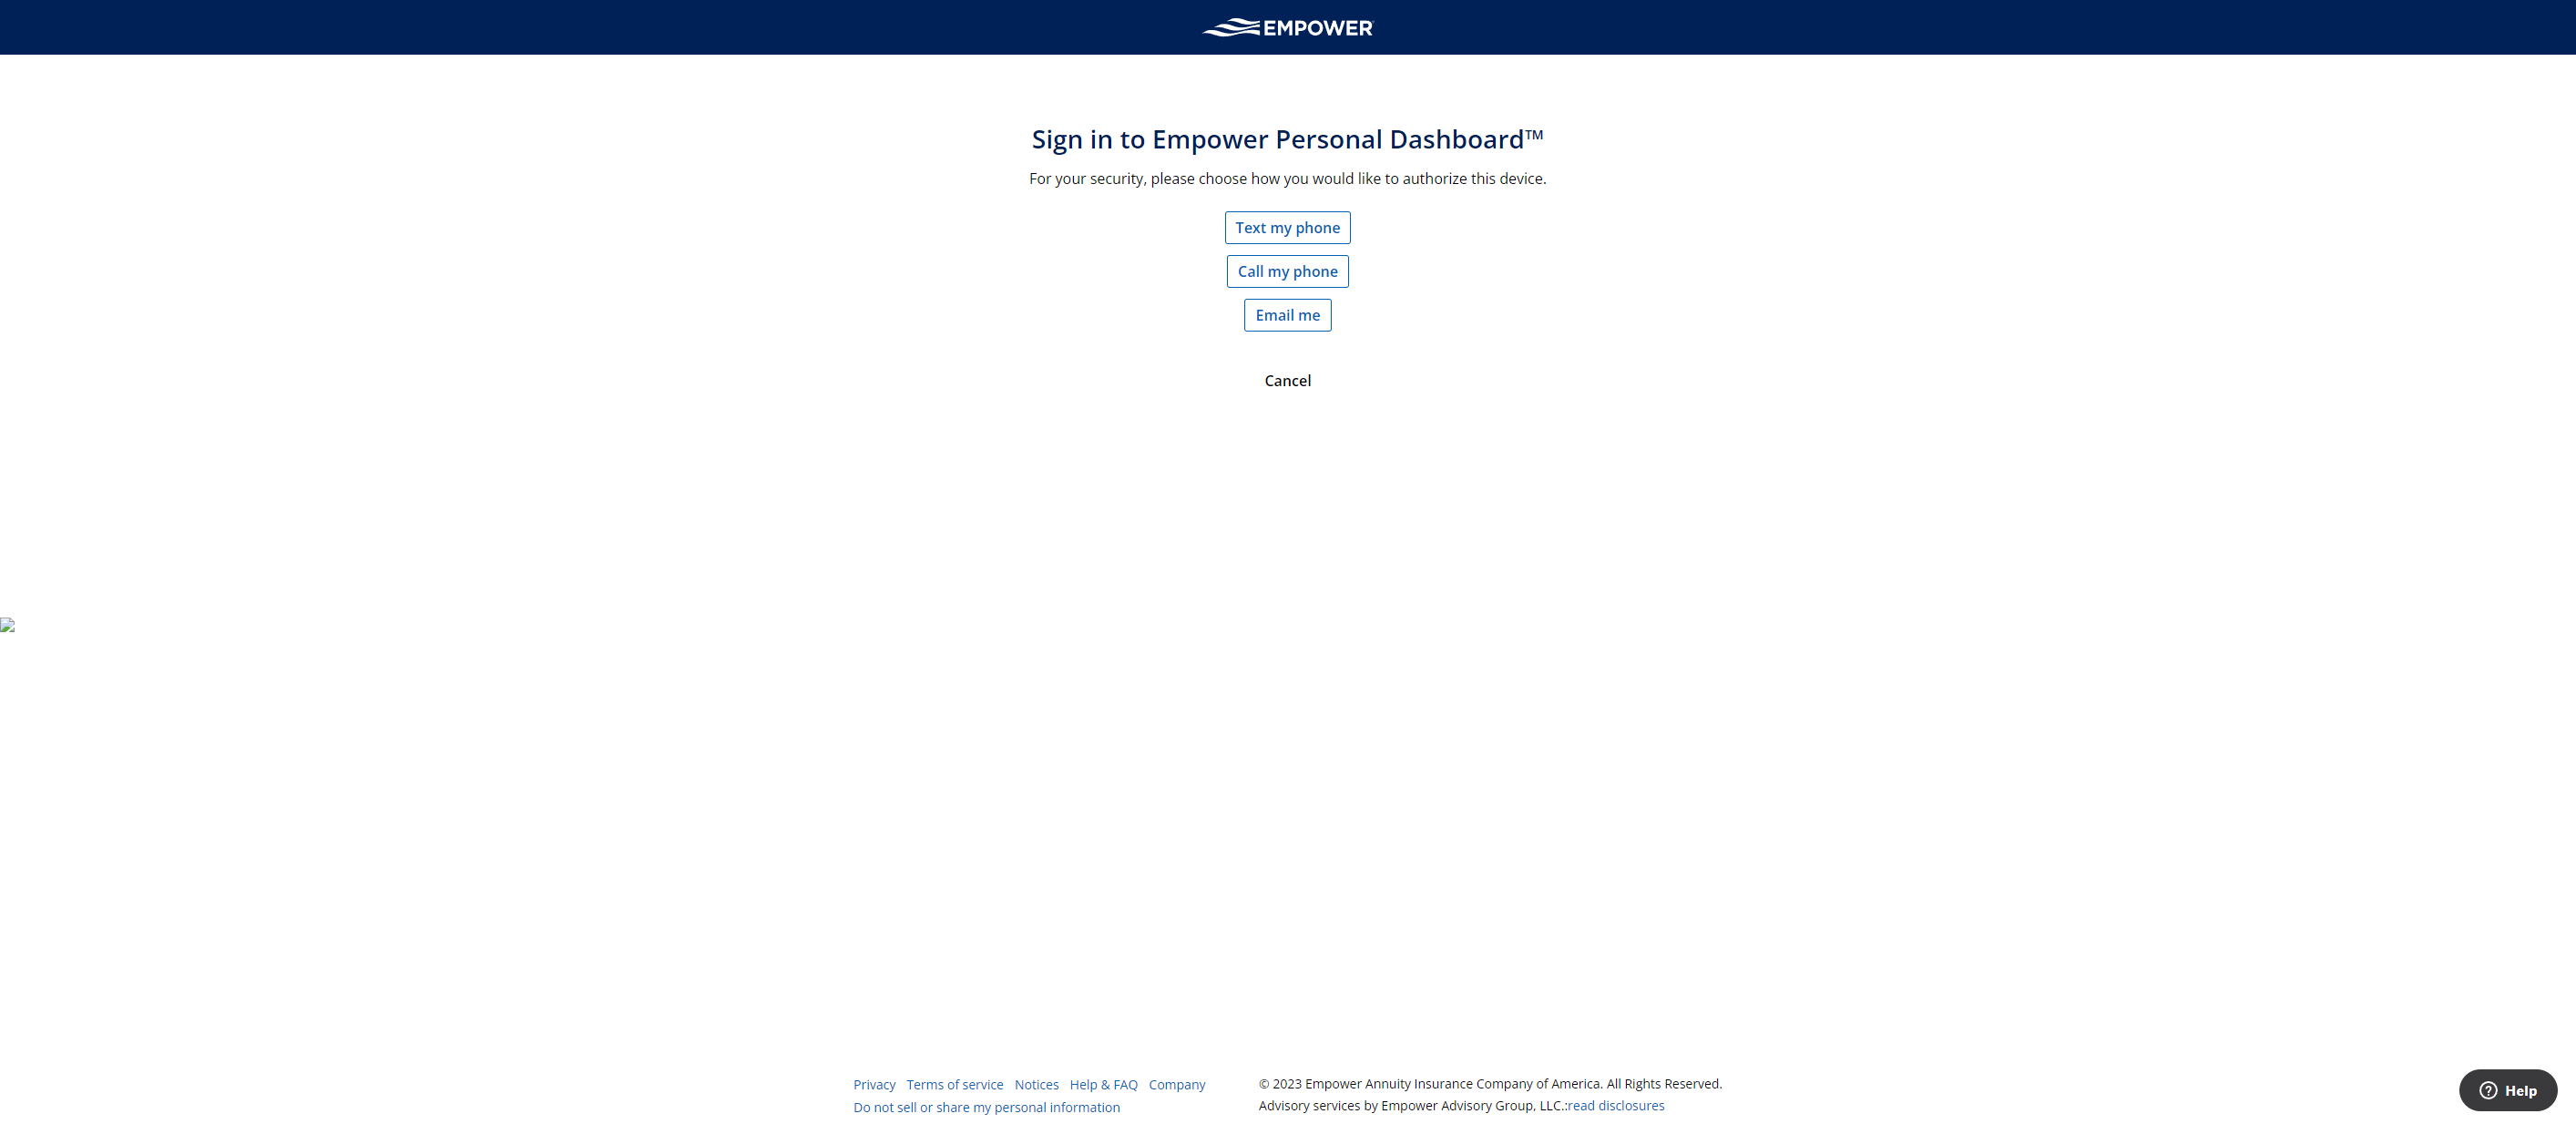 EMPOWER
Sign in to Empower Personal Dashboard™
For your security, please choose how you would like to authorize this device.
Text my phone
Call my phone
Email me
Cancel
Privacy Terms of service Notices Help & FAQ Company
Do not sell or share my personal information
© 2023 Empower Annuity Insurance Company of America. All Rights Reserved.
Advisory services by Empower Advisory Group, LLC.:read disclosures
Help